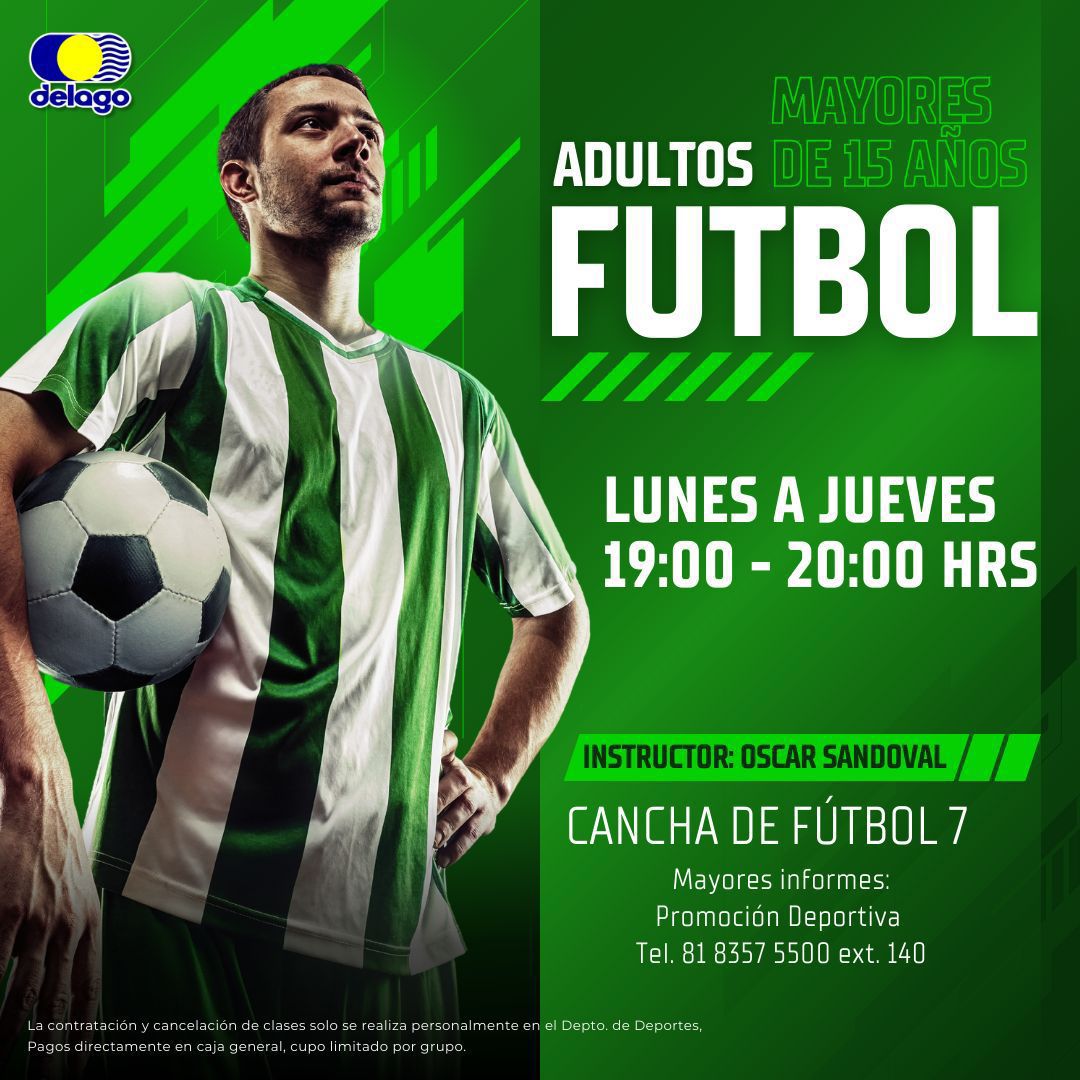 delago
MAYORES
ADULTOS DE 15 AÑOS
FUTBOL
LUNES A JUEVES
19:00 - 20:00 HRS
INSTRUCTOR: OSCAR SANDOVAL
CANCHA DE FÚTBOL 7
Mayores informes:
Promoción Deportiva
Tel. 81 8357 5500 ext. 140
La contratación y cancelación de clases solo se realiza personalmente en el Depto. de Deportes,
Pagos directamente en caja general, cupo limitado por grupo.